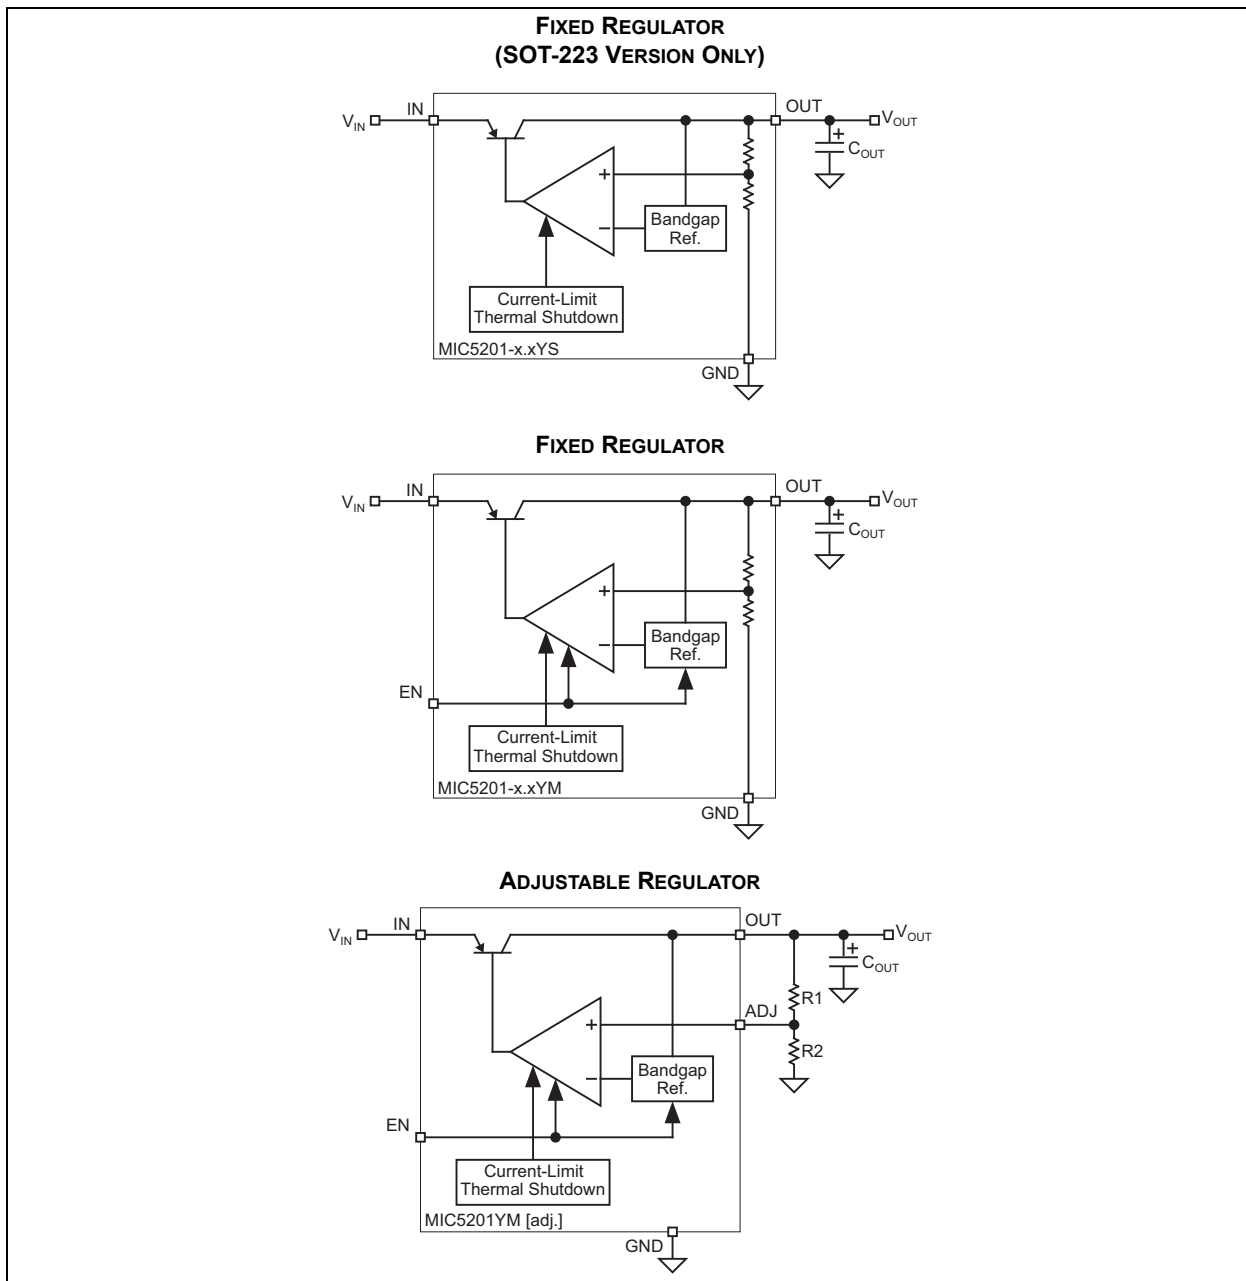 FIXED REGULATOR
(SOT-223 VERSION ONLY)
IN
OUT
VIN
VOUT
+
COUT
+
Bandgap
Ref.
–
Current-Limit
Thermal Shutdown
MIC5201-x.xYS
GND
FIXED REGULATOR
IN
OUT
VIN
VOUT
+
COUT
+
Bandgap
Ref.
–
EN
Current-Limit
Thermal Shutdown
MIC5201-x.xYM
GND
ADJUSTABLE REGULATOR
IN
OUT
VIN
VOUT
+
COUT
R1
ADJ
+
R2
Bandgap
Ref.
–
EN
Current-Limit
Thermal Shutdown
MIC5201YM [adj.]
GND